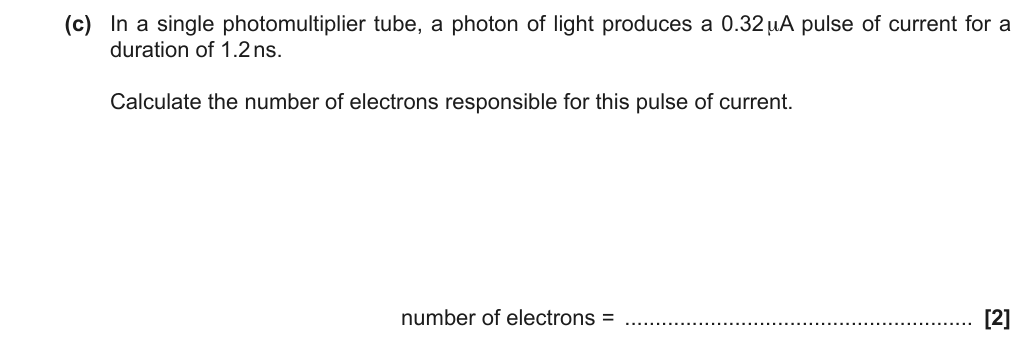 (c) In a single photomultiplier tube, a photon of light produces a 0.32 μA pulse of current for a
duration of 1.2 ns.
Calculate the number of electrons responsible for this pulse of current.
number of electrons = ......................................................... [2]